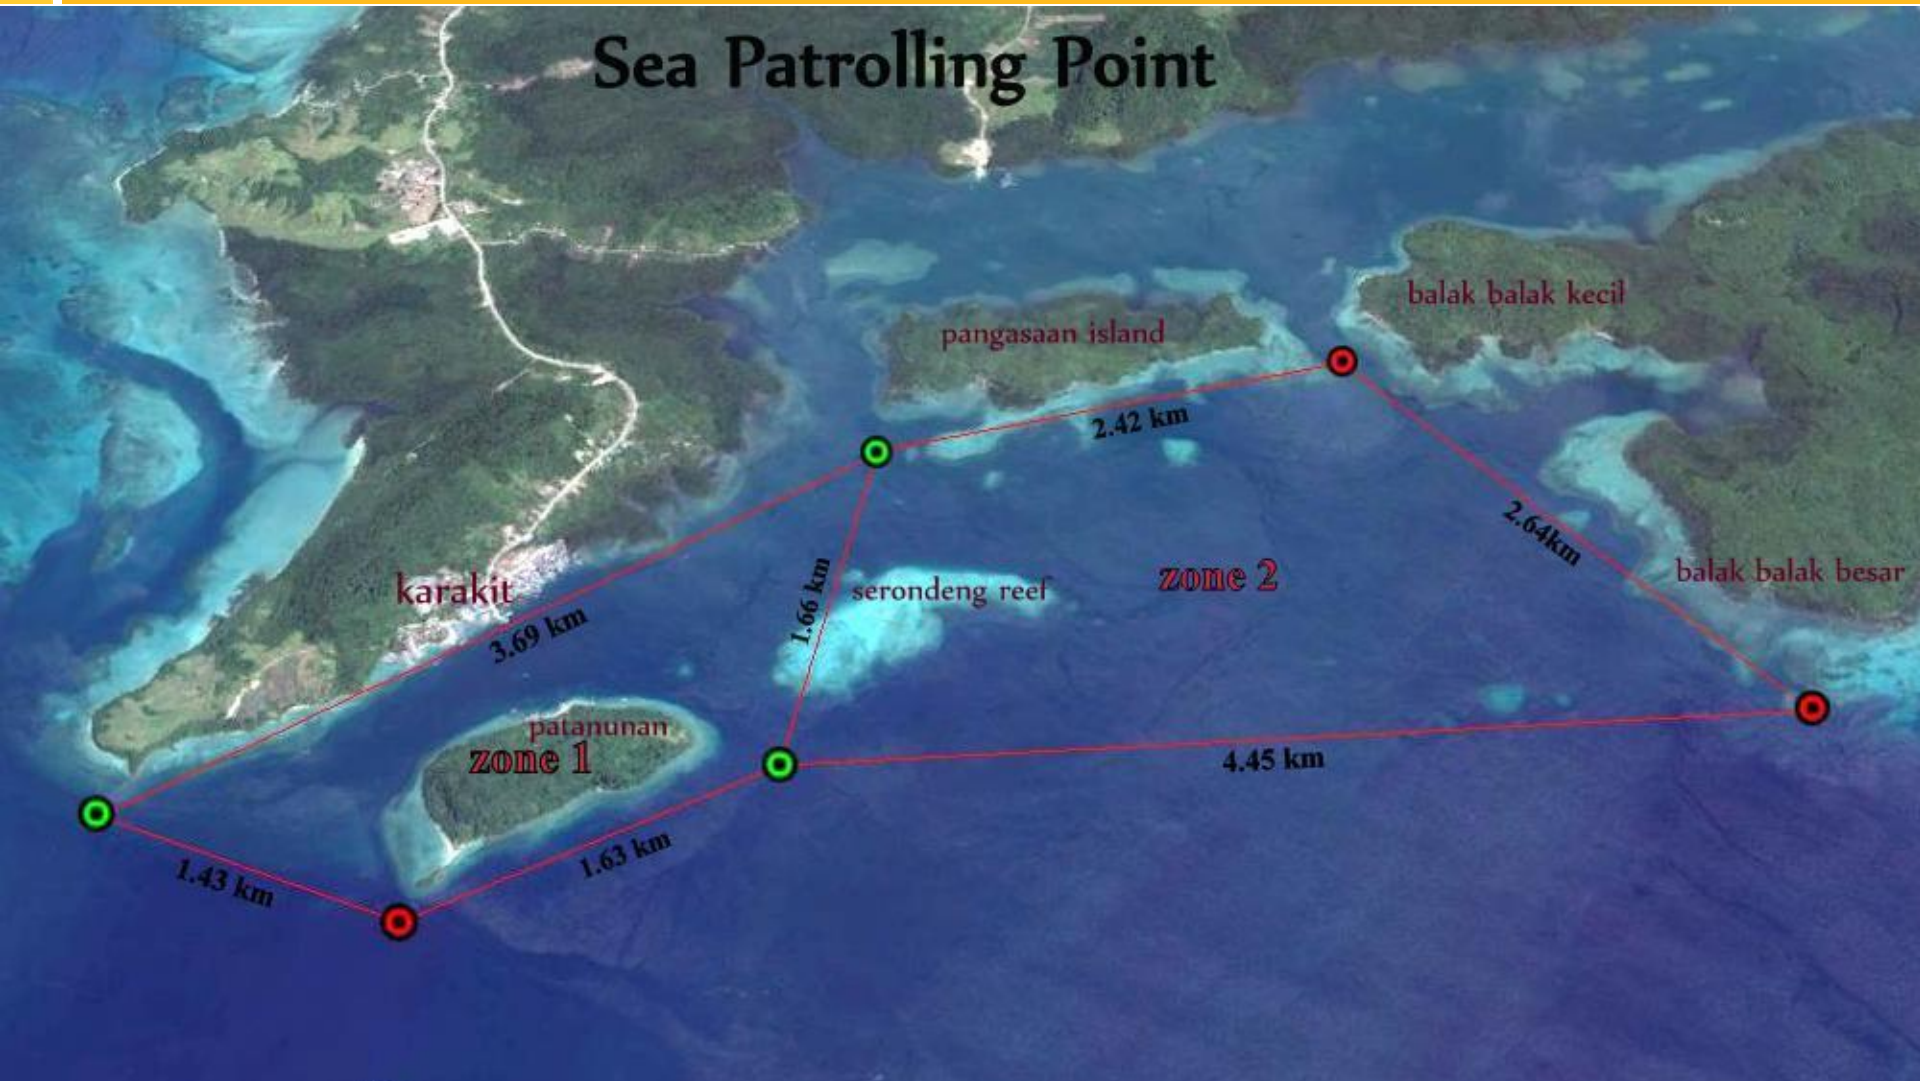 Sea Patrolling Point
balak balak kecil
pangasaan island
2.42 km
2.64km
balak balak besar
zone 2
serondeng reef
1.66 km
karakit
3.69 km
patanunan
zone 1
4.45 km
1.63 km
1.43 km